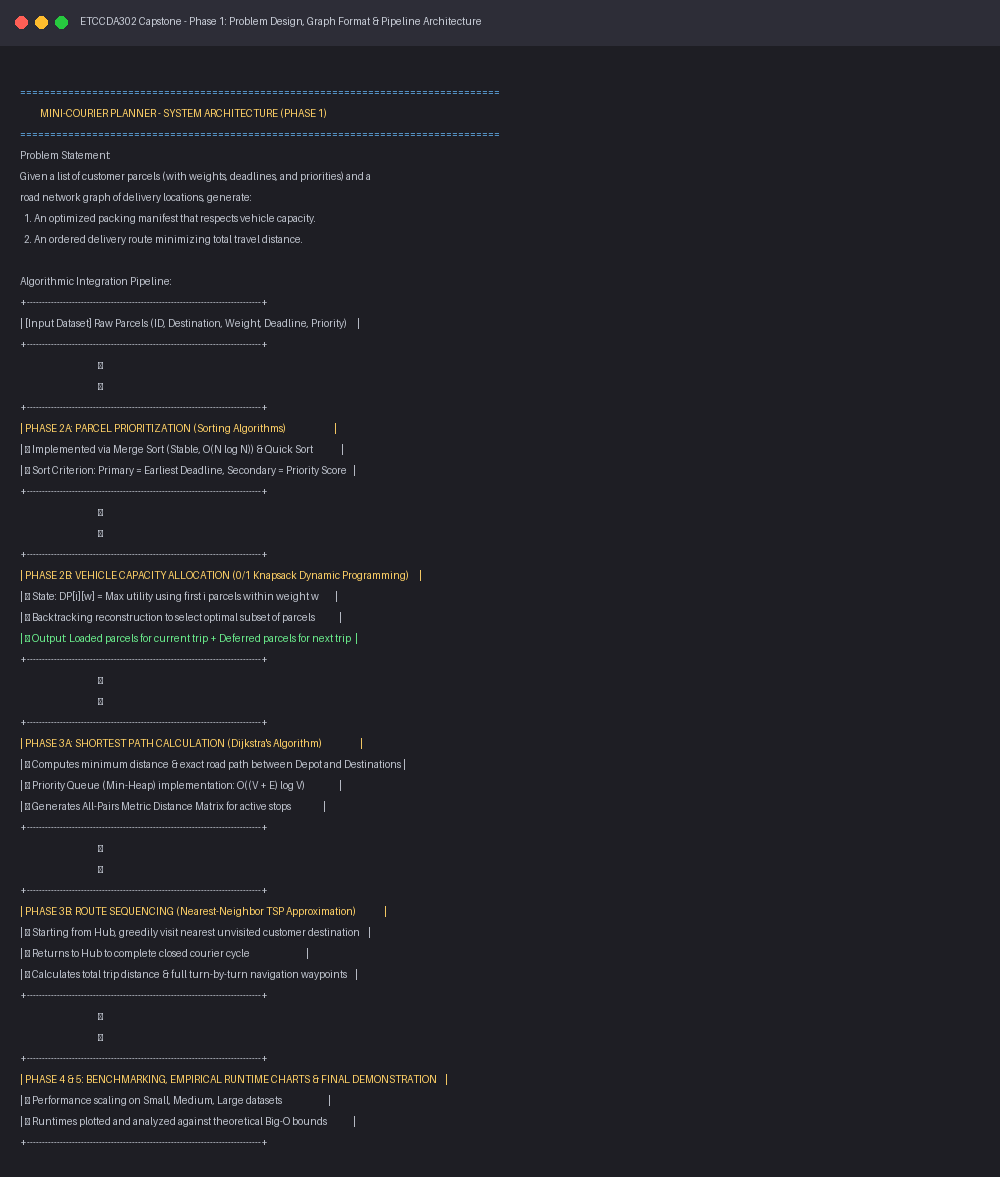 ETCCDA302 Capstone - Phase 1: Problem Design, Graph Format & Pipeline Architecture
================================================================================
MINI-COURIER PLANNER - SYSTEM ARCHITECTURE (PHASE 1)
================================================================================
Problem Statement:
Given a list of customer parcels (with weights, deadlines, and priorities) and a
road network graph of delivery locations, generate:
1. An optimized packing manifest that respects vehicle capacity.
2. An ordered delivery route minimizing total travel distance.
Algorithmic Integration Pipeline:
+-----------------------------------------------------------------------------+
| [Input Dataset] Raw Parcels (ID, Destination, Weight, Deadline, Priority) |
+-----------------------------------------------------------------------------+
+-----------------------------------------------------------------------------+
| PHASE 2A: PARCEL PRIORITIZATION (Sorting Algorithms) |
| Implemented via Merge Sort (Stable, O(N log N)) & Quick Sort |
| Sort Criterion: Primary = Earliest Deadline, Secondary = Priority Score |
+-----------------------------------------------------------------------------+
+-----------------------------------------------------------------------------+
| PHASE 2B: VEHICLE CAPACITY ALLOCATION (0/1 Knapsack Dynamic Programming) |
| State: DP[i][w] = Max utility using first i parcels within weight w |
| Backtracking reconstruction to select optimal subset of parcels |
| Output: Loaded parcels for current trip + Deferred parcels for next trip |
+-----------------------------------------------------------------------------+
+-----------------------------------------------------------------------------+
| PHASE 3A: SHORTEST PATH CALCULATION (Dijkstra's Algorithm) |
| Computes minimum distance & exact road path between Depot and Destinations |
| Priority Queue (Min-Heap) implementation: O((V + E) log V) |
| Generates All-Pairs Metric Distance Matrix for active stops |
+-----------------------------------------------------------------------------+
+-----------------------------------------------------------------------------+
| PHASE 3B: ROUTE SEQUENCING (Nearest-Neighbor TSP Approximation) |
| Starting from Hub, greedily visit nearest unvisited customer destination |
| Returns to Hub to complete closed courier cycle |
| Calculates total trip distance & full turn-by-turn navigation waypoints |
+-----------------------------------------------------------------------------+
+-----------------------------------------------------------------------------+
| PHASE 4 & 5: BENCHMARKING, EMPIRICAL RUNTIME CHARTS & FINAL DEMONSTRATION |
| Performance scaling on Small, Medium, Large datasets |
| Runtimes plotted and analyzed against theoretical Big-O bounds |
+-----------------------------------------------------------------------------+